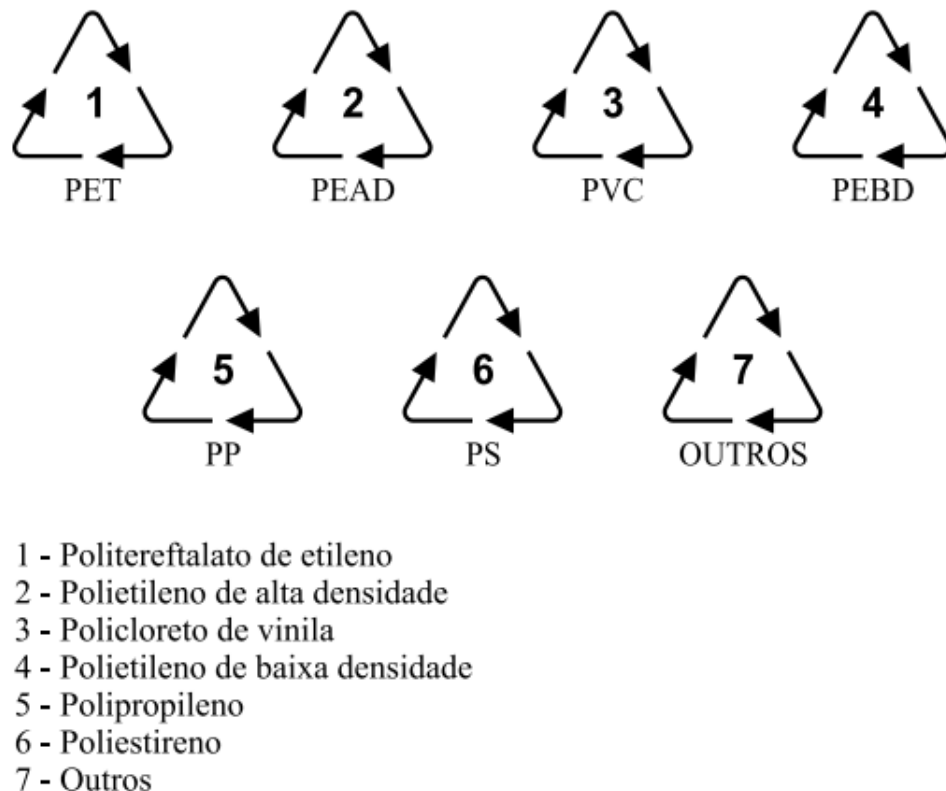 1 2 3 4
PET PEAD PVC PEBD
5 6 7
PP PS OUTROS
1 - Politereftalato de etileno
2 - Polietileno de alta densidade
3 - Policloreto de vinila
4 - Polietileno de baixa densidade
5 - Polipropileno
6 - Poliestireno
7 - Outros